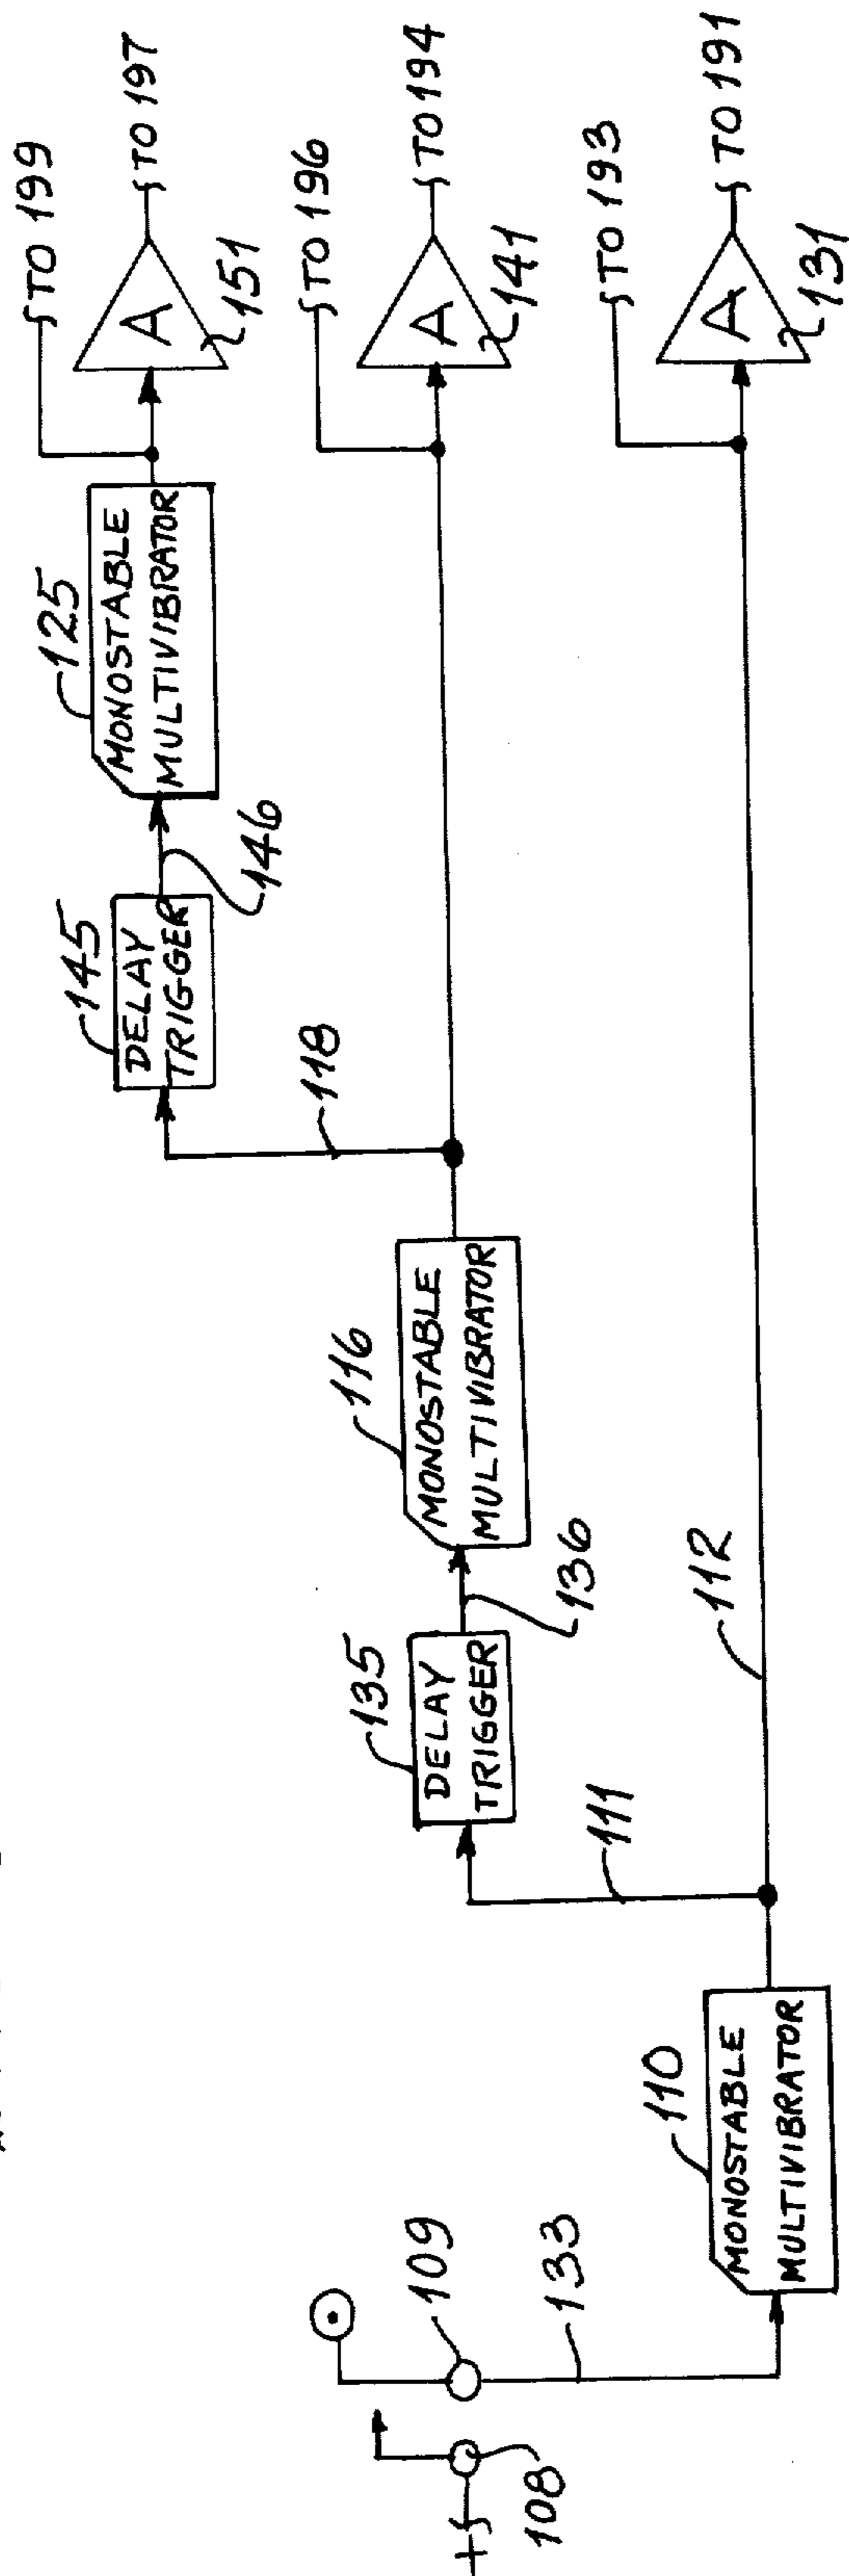 TO 199
TO 197
A
151
125
MONOSTABLE
MULTIVIBRATOR
146
145
DELAY
TRIGGER
118
TO 196
TO 194
A
141
116
MONOSTABLE
MULTIVIBRATOR
136
135
DELAY
TRIGGER
111
TO 193
TO 191
A
131
112
110
MONOSTABLE
MULTIVIBRATOR
109
133
+
108